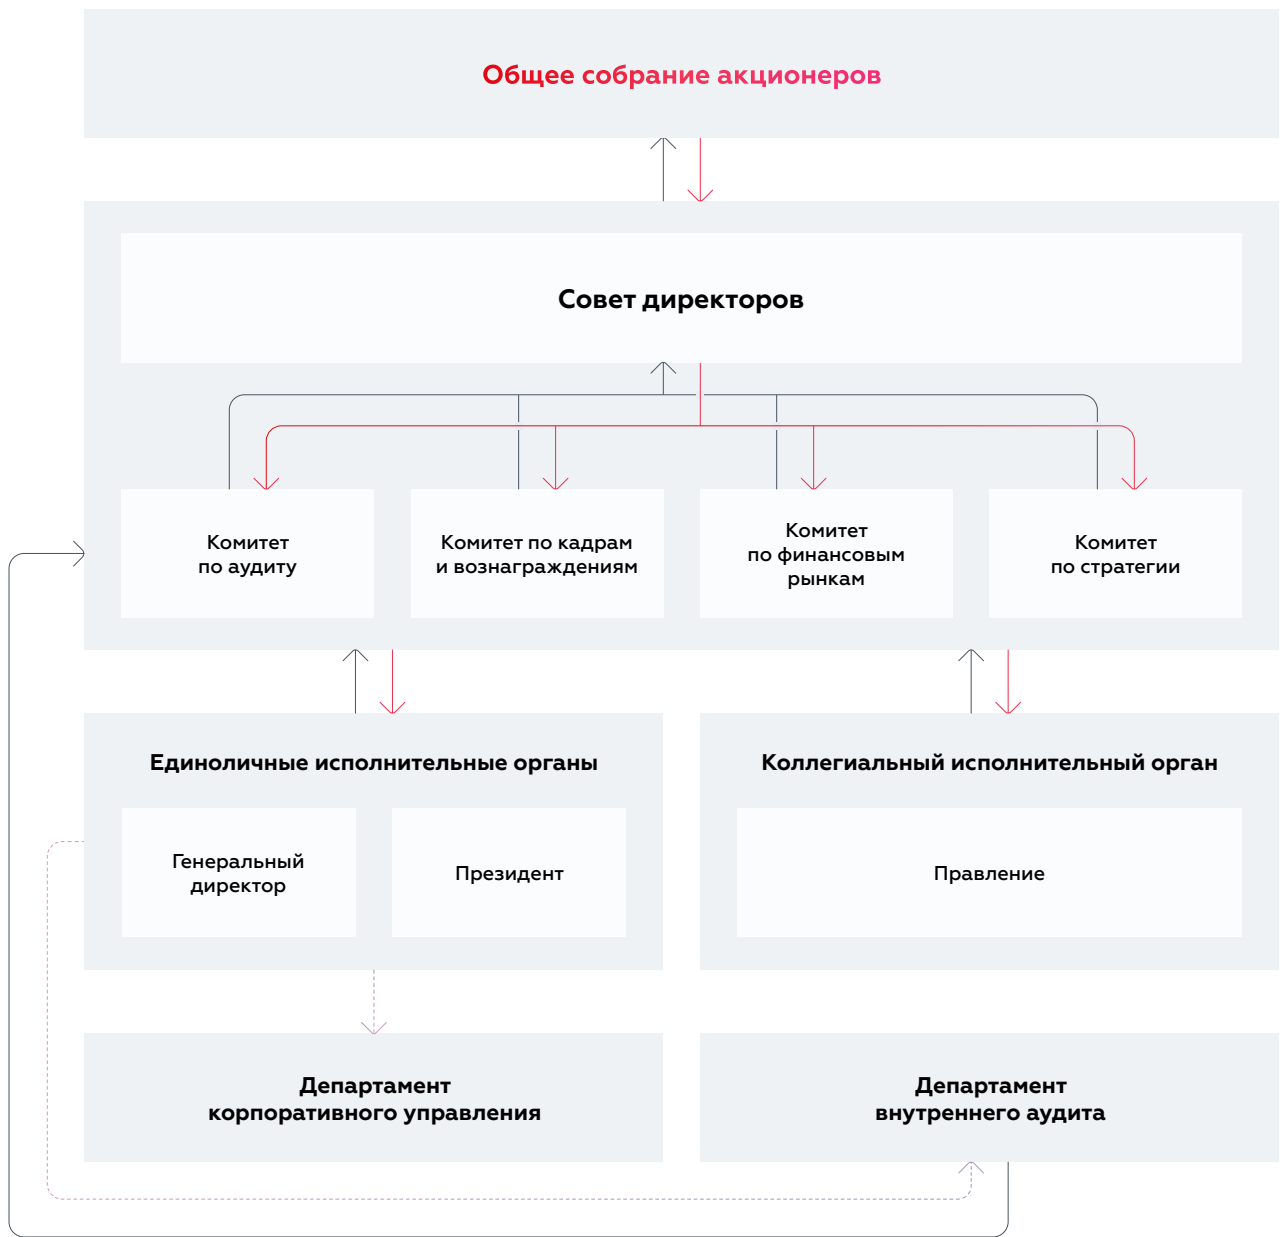 Общее собрание акционеров
Совет директоров
Комитет
по аудиту
Комитет по кадрам
и вознаграждениям
Комитет
по финансовым
рынкам
Комитет
по стратегии
Единоличные исполнительные органы
Генеральный
директор
Президент
Коллегиальный исполнительный орган
Правление
Департамент
корпоративного управления
Департамент
внутреннего аудита